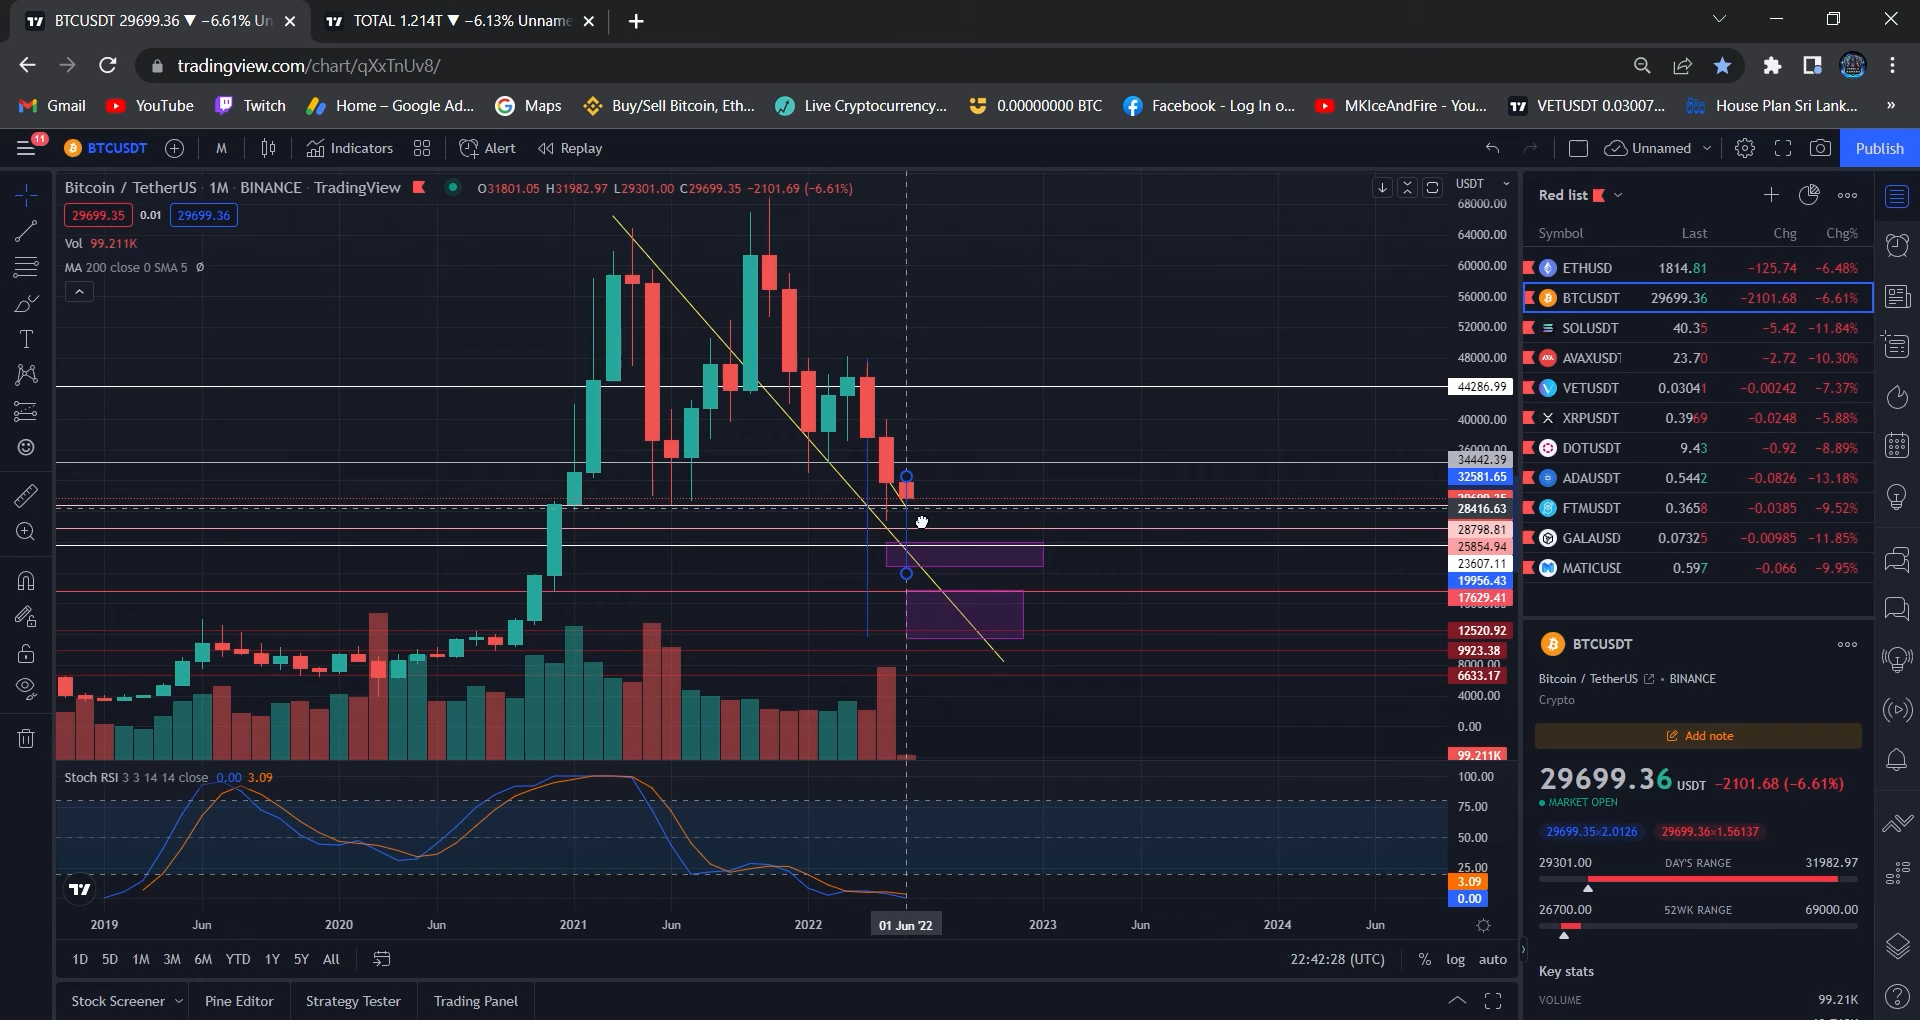 BTCUSDT 29699.36 ▼ −6.61% Un
TOTAL 1.214T ▼ −6.13% Unname
tradingview.com/chart/qXxTnUv8/
Gmail YouTube Twitch Home – Google Ad... Maps Buy/Sell Bitcoin, Eth... Live Cryptocurrency... 0.00000000 BTC Facebook - Log In o... MKIceAndFire - You... VETUSDT 0.03007... House Plan Sri Lank... »
11
BTCUSDT M Indicators Alert Replay Unnamed Publish
Bitcoin / TetherUS · 1M · BINANCE · TradingView O31801.05 H31982.97 L29301.00 C29699.35 −2101.69 (−6.61%)
29699.35 0.01 29699.36
Vol 99.211K
MA 200 close 0 SMA 5 Ø
USDT
68000.00
64000.00
60000.00
56000.00
52000.00
48000.00
44286.99
40000.00
36000.00
34442.39
32581.65
28416.63
28798.81
25854.94
23607.11
19956.43
17629.41
12520.92
9923.38
8000.00
6633.17
4000.00
0.00
99.211K
Stoch RSI 3 3 14 14 close 0.00 3.09
100.00
75.00
50.00
25.00
3.09
0.00
2019 Jun 2020 Jun 2021 Jun 2022 01 Jun '22 2023 Jun 2024 Jun
1D 5D 1M 3M 6M YTD 1Y 5Y All 22:42:28 (UTC) % log auto
Stock Screener Pine Editor Strategy Tester Trading Panel
Red list
Symbol Last Chg Chg%
ETHUSD 1814.81 −125.74 −6.48%
BTCUSDT 29699.36 −2101.68 −6.61%
SOLUSDT 40.35 −5.42 −11.84%
AVAXUSDT 23.70 −2.72 −10.30%
VETUSDT 0.03041 −0.00242 −7.37%
XRPUSDT 0.3969 −0.0248 −5.88%
DOTUSDT 9.43 −0.92 −8.89%
ADAUSDT 0.5442 −0.0826 −13.18%
FTMUSDT 0.3658 −0.0385 −9.52%
GALAUSD 0.07325 −0.00985 −11.85%
MATICUSD 0.597 −0.066 −9.95%
BTCUSDT
Bitcoin / TetherUS • BINANCE
Crypto
Add note
29699.36 USDT −2101.68 (−6.61%)
MARKET OPEN
29699.35×2.0126 29699.36×1.56137
29301.00 DAY'S RANGE 31982.97
26700.00 52WK RANGE 69000.00
Key stats
VOLUME 99.21K